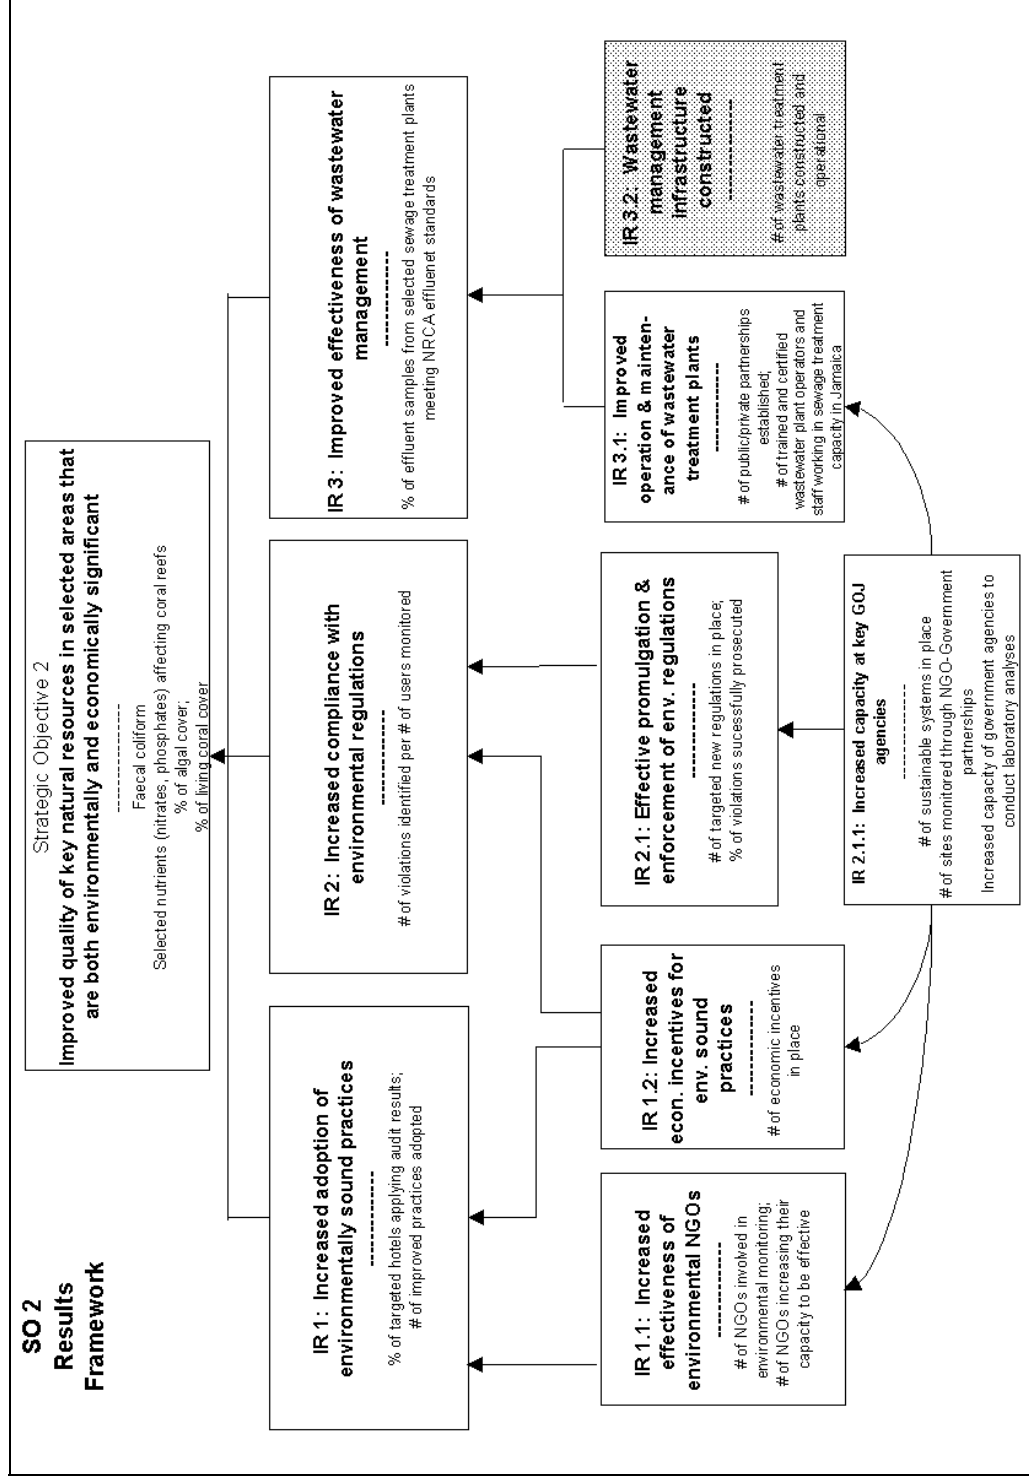 SO 2
Results
Framework
Strategic Objective 2
Improved quality of key natural resources in selected areas that
are both environmentally and economically significant
-------------
Faecal coliform
Selected nutrients (nitrates, phosphates) affecting coral reefs
% of algal cover;
% of living coral cover
IR 1: Increased adoption of
environmentally sound practices
-------------
% of targeted hotels applying audit results;
# of improved practices adopted
IR 2: Increased compliance with
environmental regulations
-------------
# of violations identified per # of users monitored
IR 3: Improved effectiveness of wastewater
management
-------------
% of effluent samples from selected sewage treatment plants
meeting NRCA effluenet standards
IR 1.1: Increased
effectiveness of
environmental NGOs
-------------
# of NGOs involved in
environmental monitoring;
# of NGOs increasing their
capacity to be effective
IR 1.2: Increased
econ. incentives for
env. sound
practices
-------------
# of economic incentives
in place
IR 2.1: Effective promulgation &
enforcement of env. regulations
-------------
# of targeted new regulations in place;
% of violations sucessfully prosecuted
IR 3.1: Improved
operation & mainten-
ance of wastewater
treatment plants
-------------
# of public/private partnerships
established;
# of trained and certified
wastewater plant operators and
staff working in sewage treatment
capacity in Jamaica
IR 3.2: Wastewater
management
infrastructure
constructed
-------------
# of wastewater treatment
plants constructed and
operational
IR 2.1.1: Increased capacity at key GOJ
agencies
-------------
# of sustainable systems in place
# of sites monitored through NGO-Government
partnerships
Increased capacity of government agencies to
conduct laboratory analyses